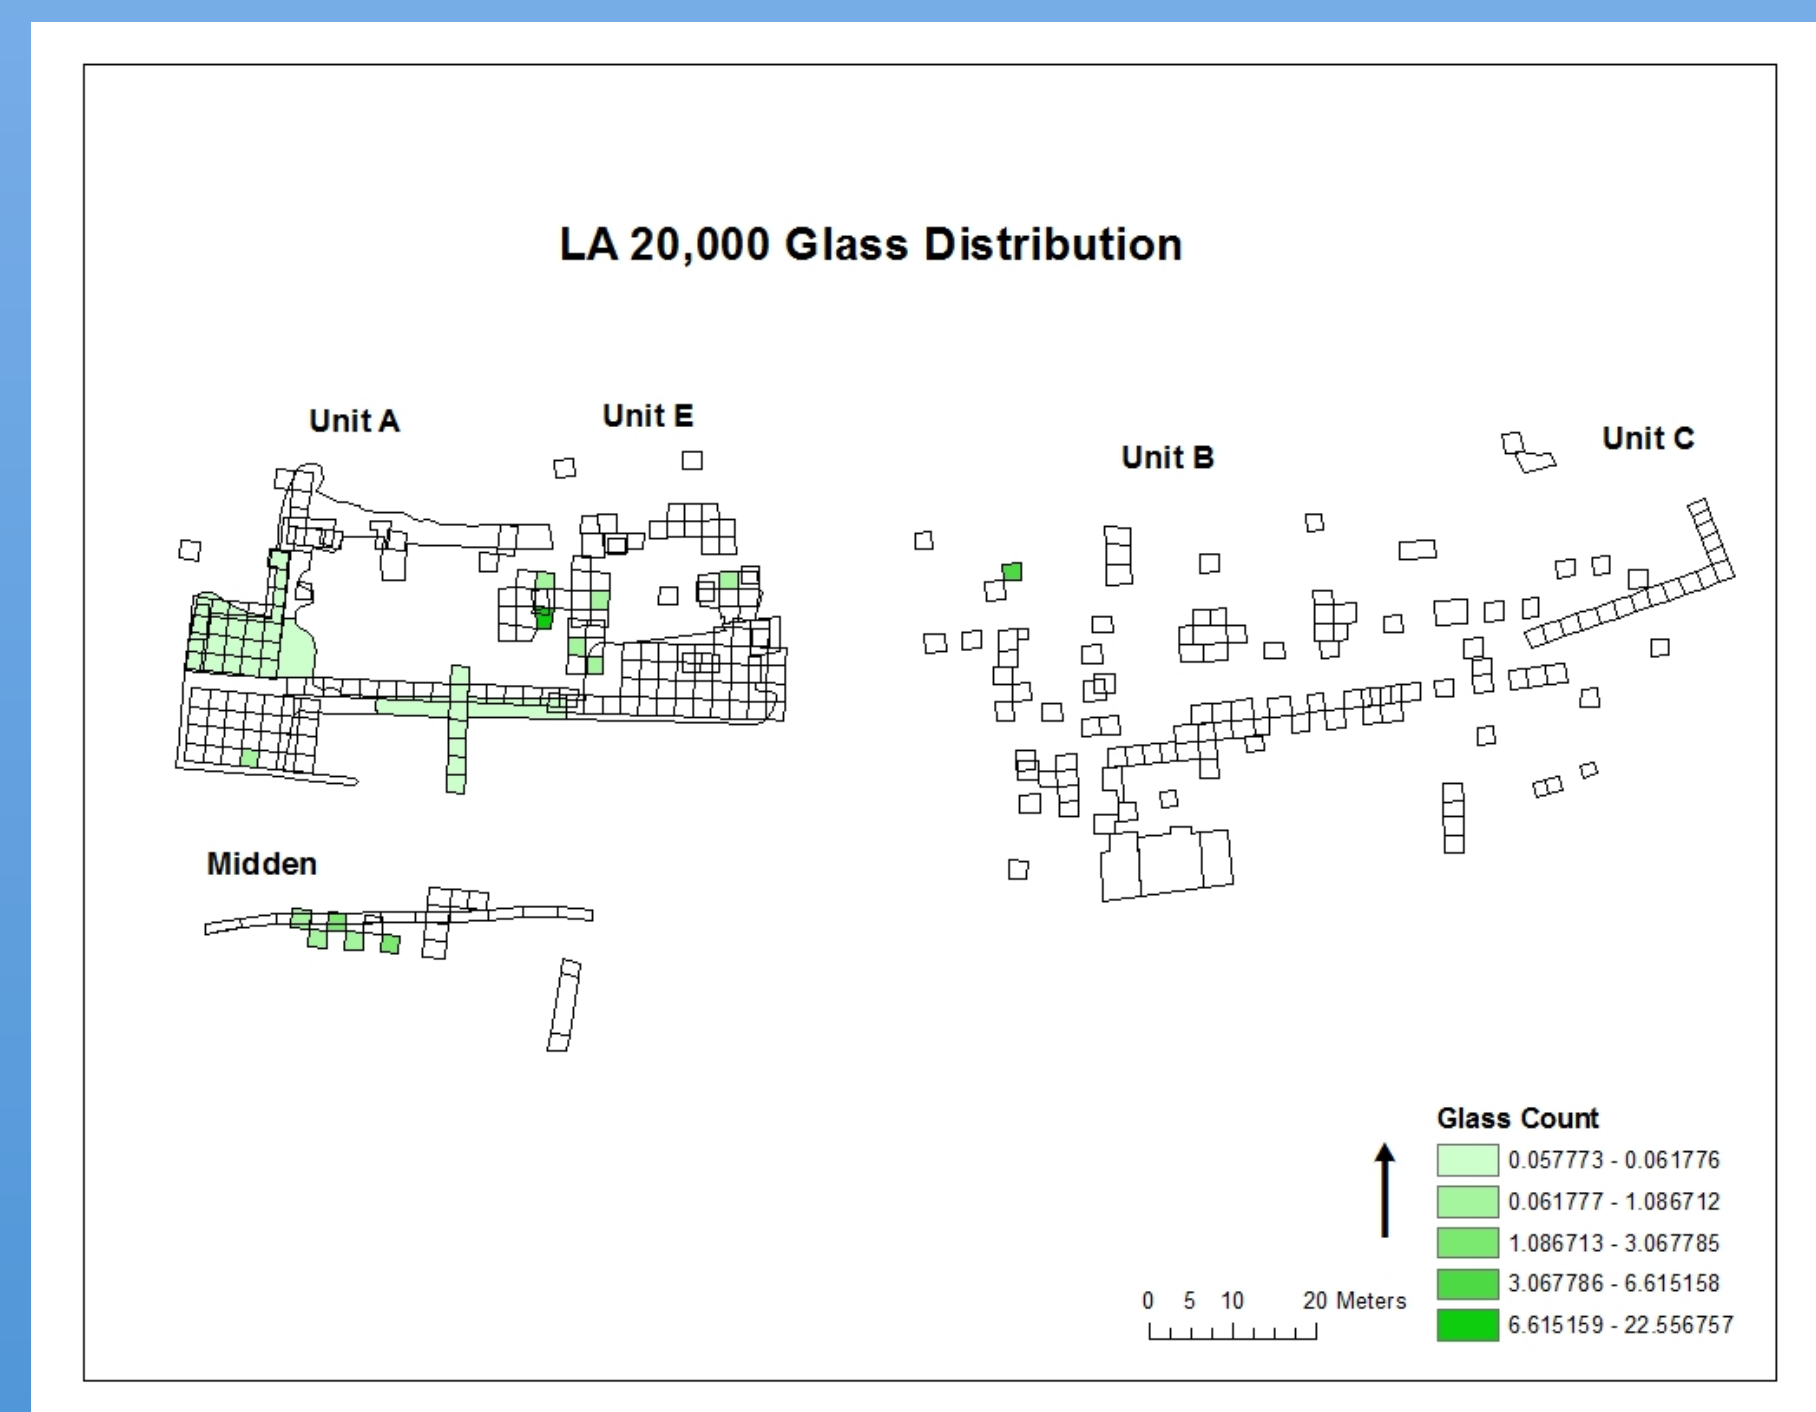 LA 20,000 Glass Distribution
Unit A
Unit E
Unit B
Unit C
Midden
Glass Count
0.057773 - 0.061776
0.061777 - 1.086712
1.086713 - 3.067785
3.067786 - 6.615158
6.615159 - 22.556757
0 5 10 20 Meters